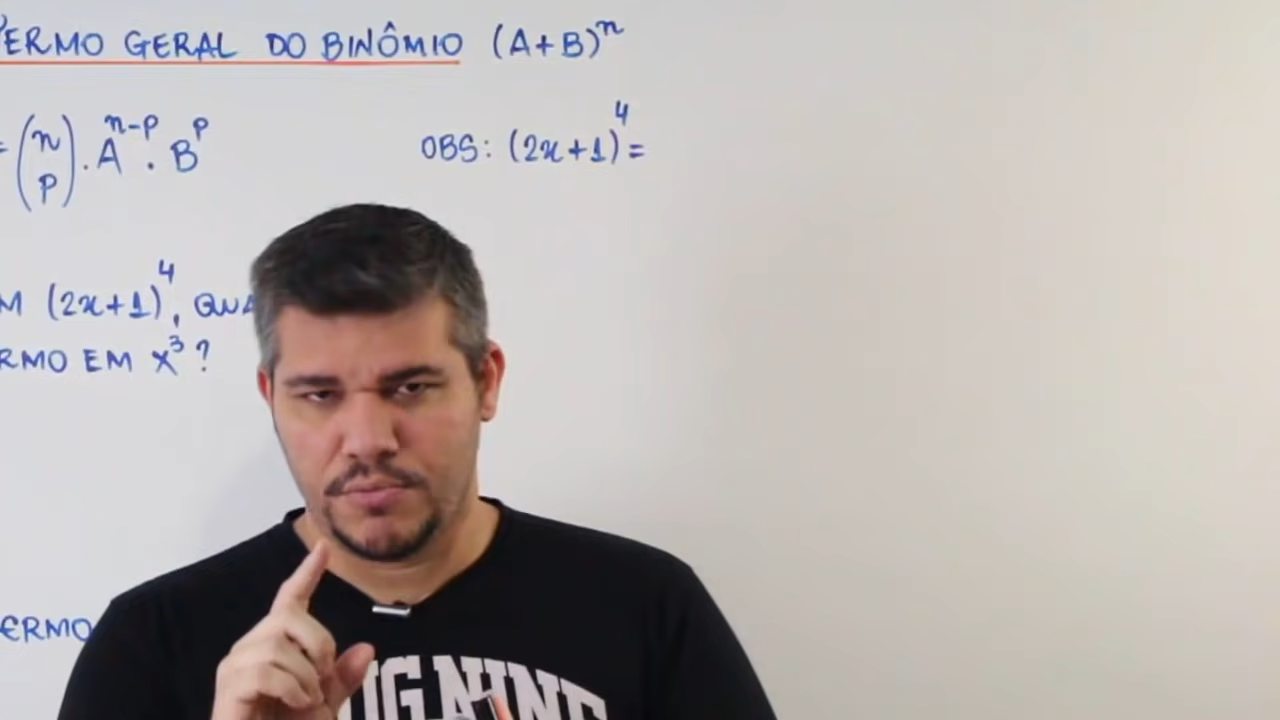 ERMO GERAL DO BINÔMIO (A+B)^n
= (n p) . A^n-p . B^p
OBS: (2x+1)^4 =
M (2x+1)^4, QUA
RMO EM x^3 ?
ERMO